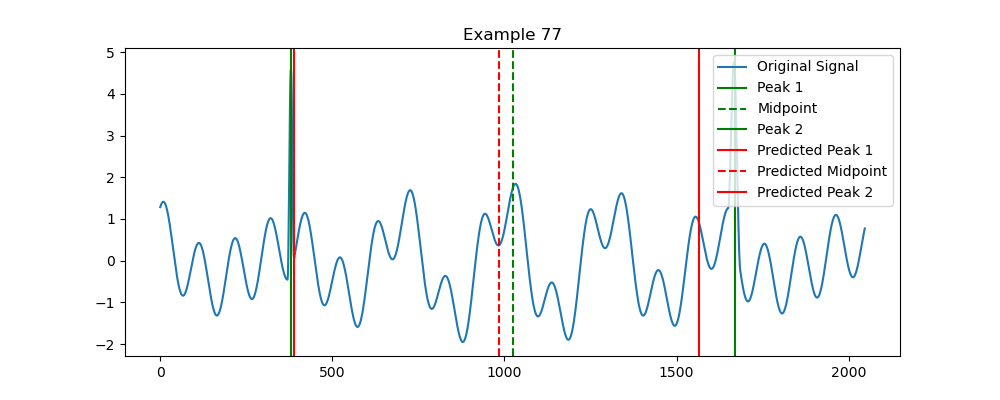 Example 77
5
4
3
2
1
0
−1
−2
0
500
1000
1500
2000
Original Signal
Peak 1
Midpoint
Peak 2
Predicted Peak 1
Predicted Midpoint
Predicted Peak 2